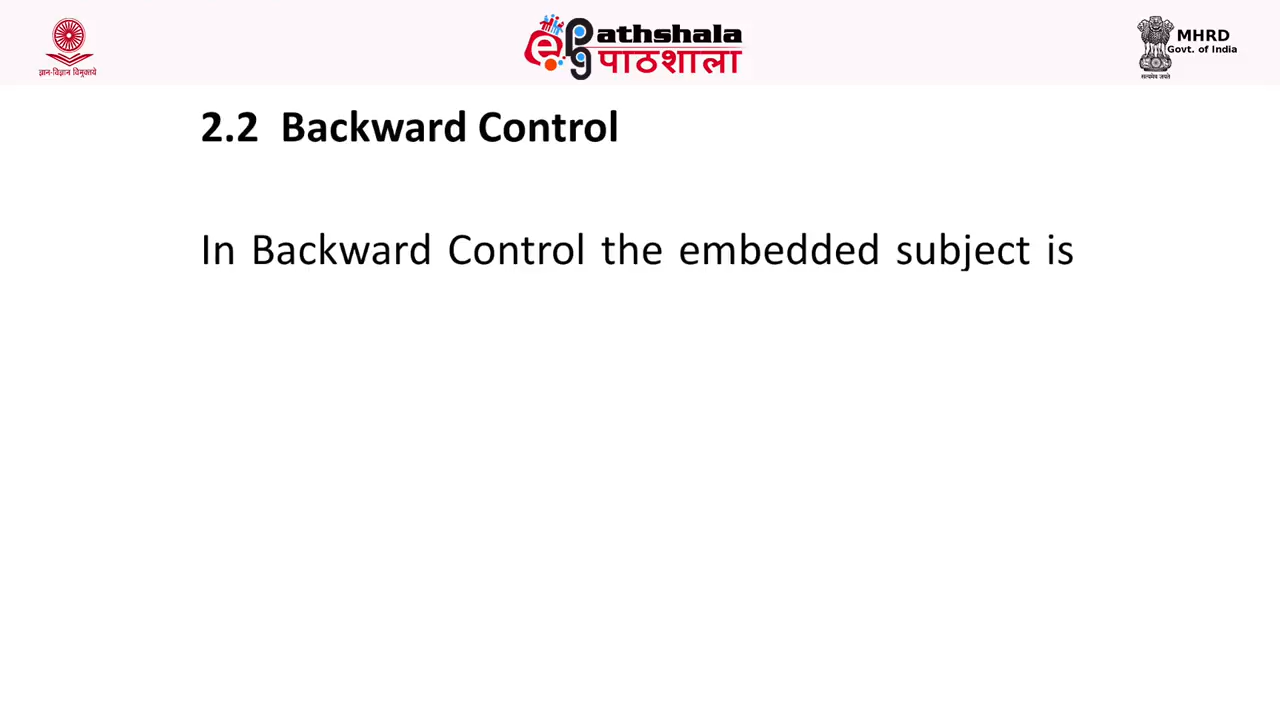 ज्ञान-विज्ञान विमुक्तये
ePathshala
पाठशाला
सत्यमेव जयते
MHRD
Govt. of India
2.2 Backward Control
In Backward Control the embedded subject is